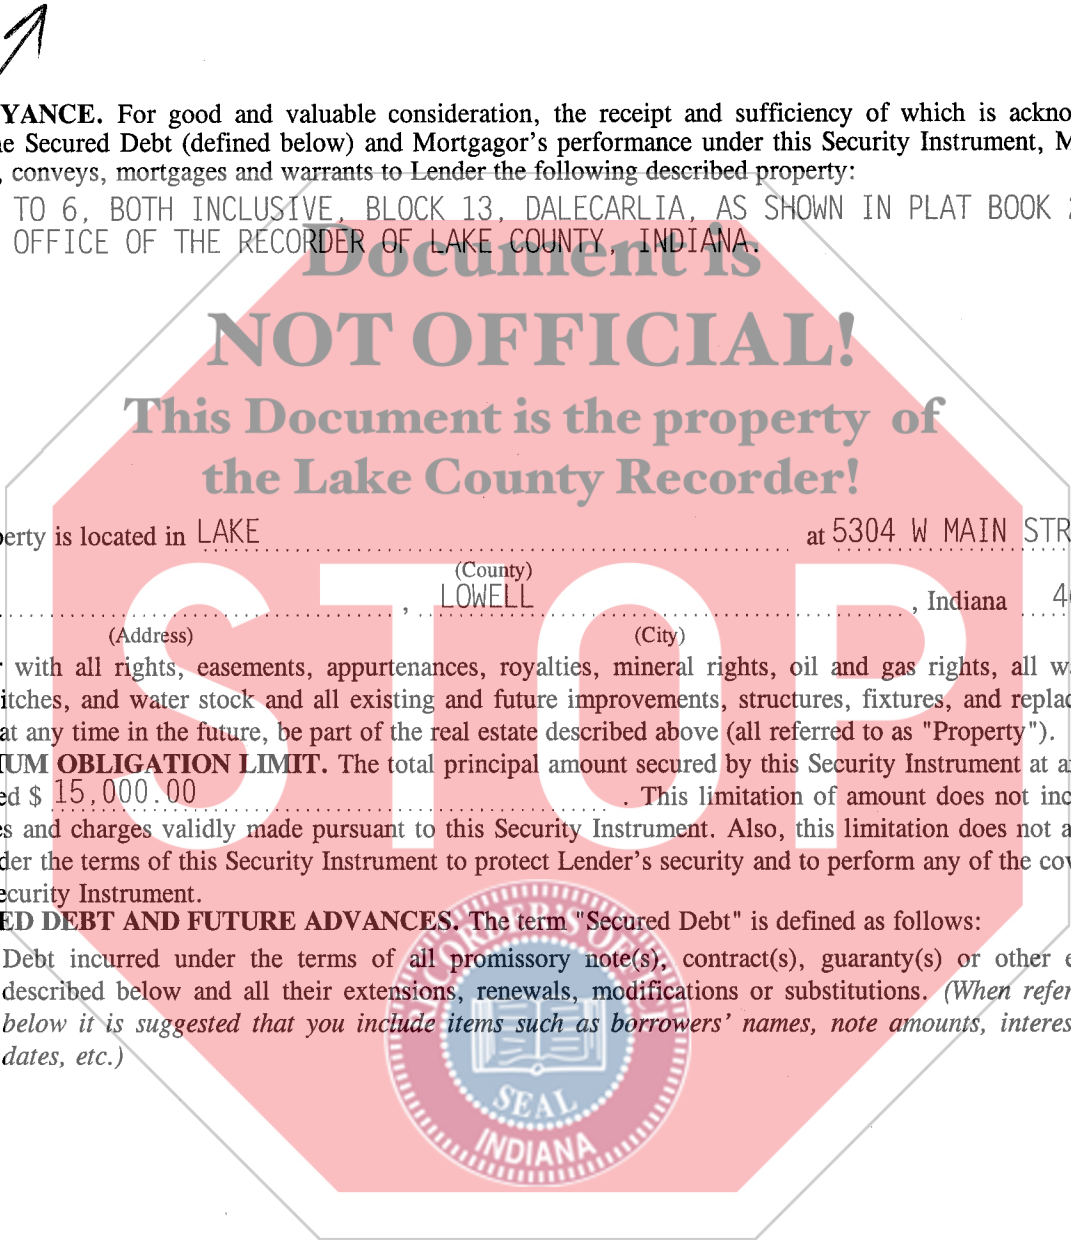 YANCE. For good and valuable consideration, the receipt and sufficiency of which is ackno
e Secured Debt (defined below) and Mortgagor's performance under this Security Instrument, M
, conveys, mortgages and warrants to Lender the following described property:
TO 6, BOTH INCLUSIVE, BLOCK 13, DALECARLIA, AS SHOWN IN PLAT BOOK
OFFICE OF THE RECORDER OF LAKE COUNTY, INDIANA.
Document is
NOT OFFICIAL!
This Document is the property of
the Lake County Recorder!
erty is located in LAKE at 5304 W MAIN STR
(County)
, LOWELL , Indiana 4
(Address) (City)
with all rights, easements, appurtenances, royalties, mineral rights, oil and gas rights, all w
itches, and water stock and all existing and future improvements, structures, fixtures, and replac
at any time in the future, be part of the real estate described above (all referred to as "Property").
UM OBLIGATION LIMIT. The total principal amount secured by this Security Instrument at a
ed $ 15,000.00 . This limitation of amount does not inc
s and charges validly made pursuant to this Security Instrument. Also, this limitation does not a
der the terms of this Security Instrument to protect Lender's security and to perform any of the cov
ecurity Instrument.
ED DEBT AND FUTURE ADVANCES. The term "Secured Debt" is defined as follows:
Debt incurred under the terms of all promissory note(s), contract(s), guaranty(s) or other e
described below and all their extensions, renewals, modifications or substitutions. (When refer
below it is suggested that you include items such as borrowers' names, note amounts, interes
dates, etc.)
STOP
RECORDER'S OFFICE
SEAL
INDIANA